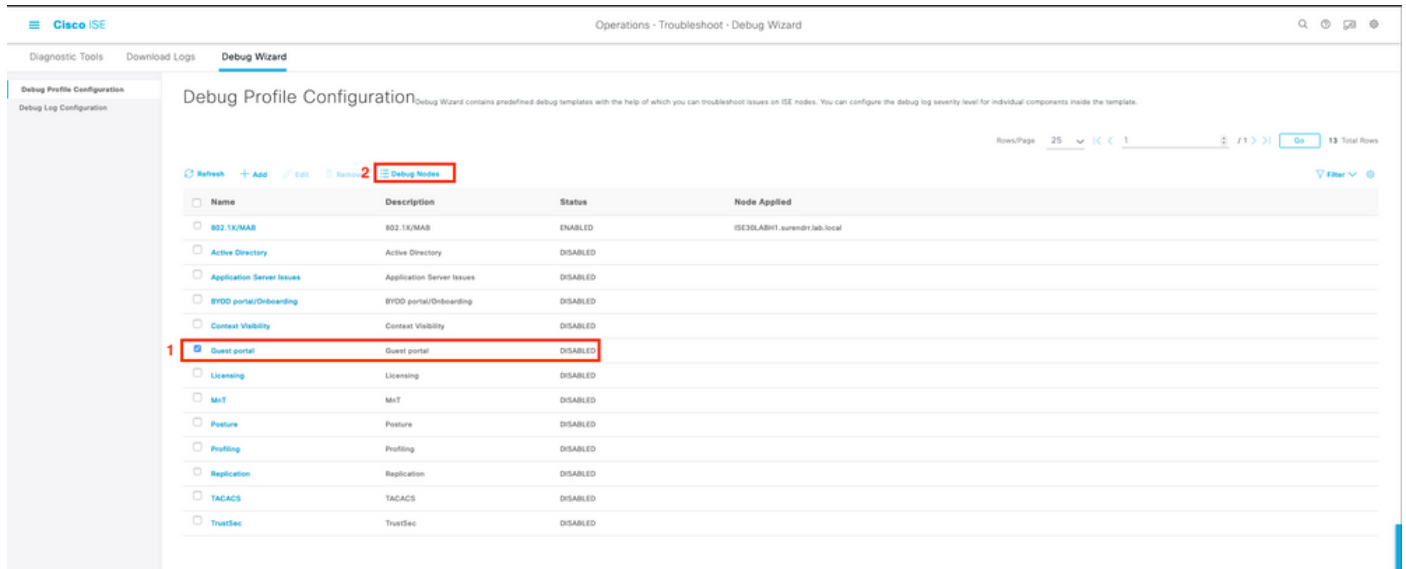 Cisco ISE
Operations · Troubleshoot · Debug Wizard
Diagnostic Tools Download Logs Debug Wizard
Debug Profile Configuration
Debug Log Configuration
Debug Profile Configuration Debug Wizard contains predefined debug templates with the help of which you can troubleshoot issues on ISE nodes. You can configure the debug log severity level for individual components inside the template.
Rows/Page 25 |< < 1 / 1 > >| Go 13 Total Rows
Refresh + Add Edit 2 Debug Nodes Filter
Name Description Status Node Applied
802.1X/MAB 802.1X/MAB ENABLED ISE30LABH1.surendrr.lab.local
Active Directory Active Directory DISABLED
Application Server Issues Application Server Issues DISABLED
BYOD portal/Onboarding BYOD portal/Onboarding DISABLED
Context Visibility Context Visibility DISABLED
1 Guest portal Guest portal DISABLED
Licensing Licensing DISABLED
MnT MnT DISABLED
Posture Posture DISABLED
Profiling Profiling DISABLED
Replication Replication DISABLED
TACACS TACACS DISABLED
TrustSec TrustSec DISABLED